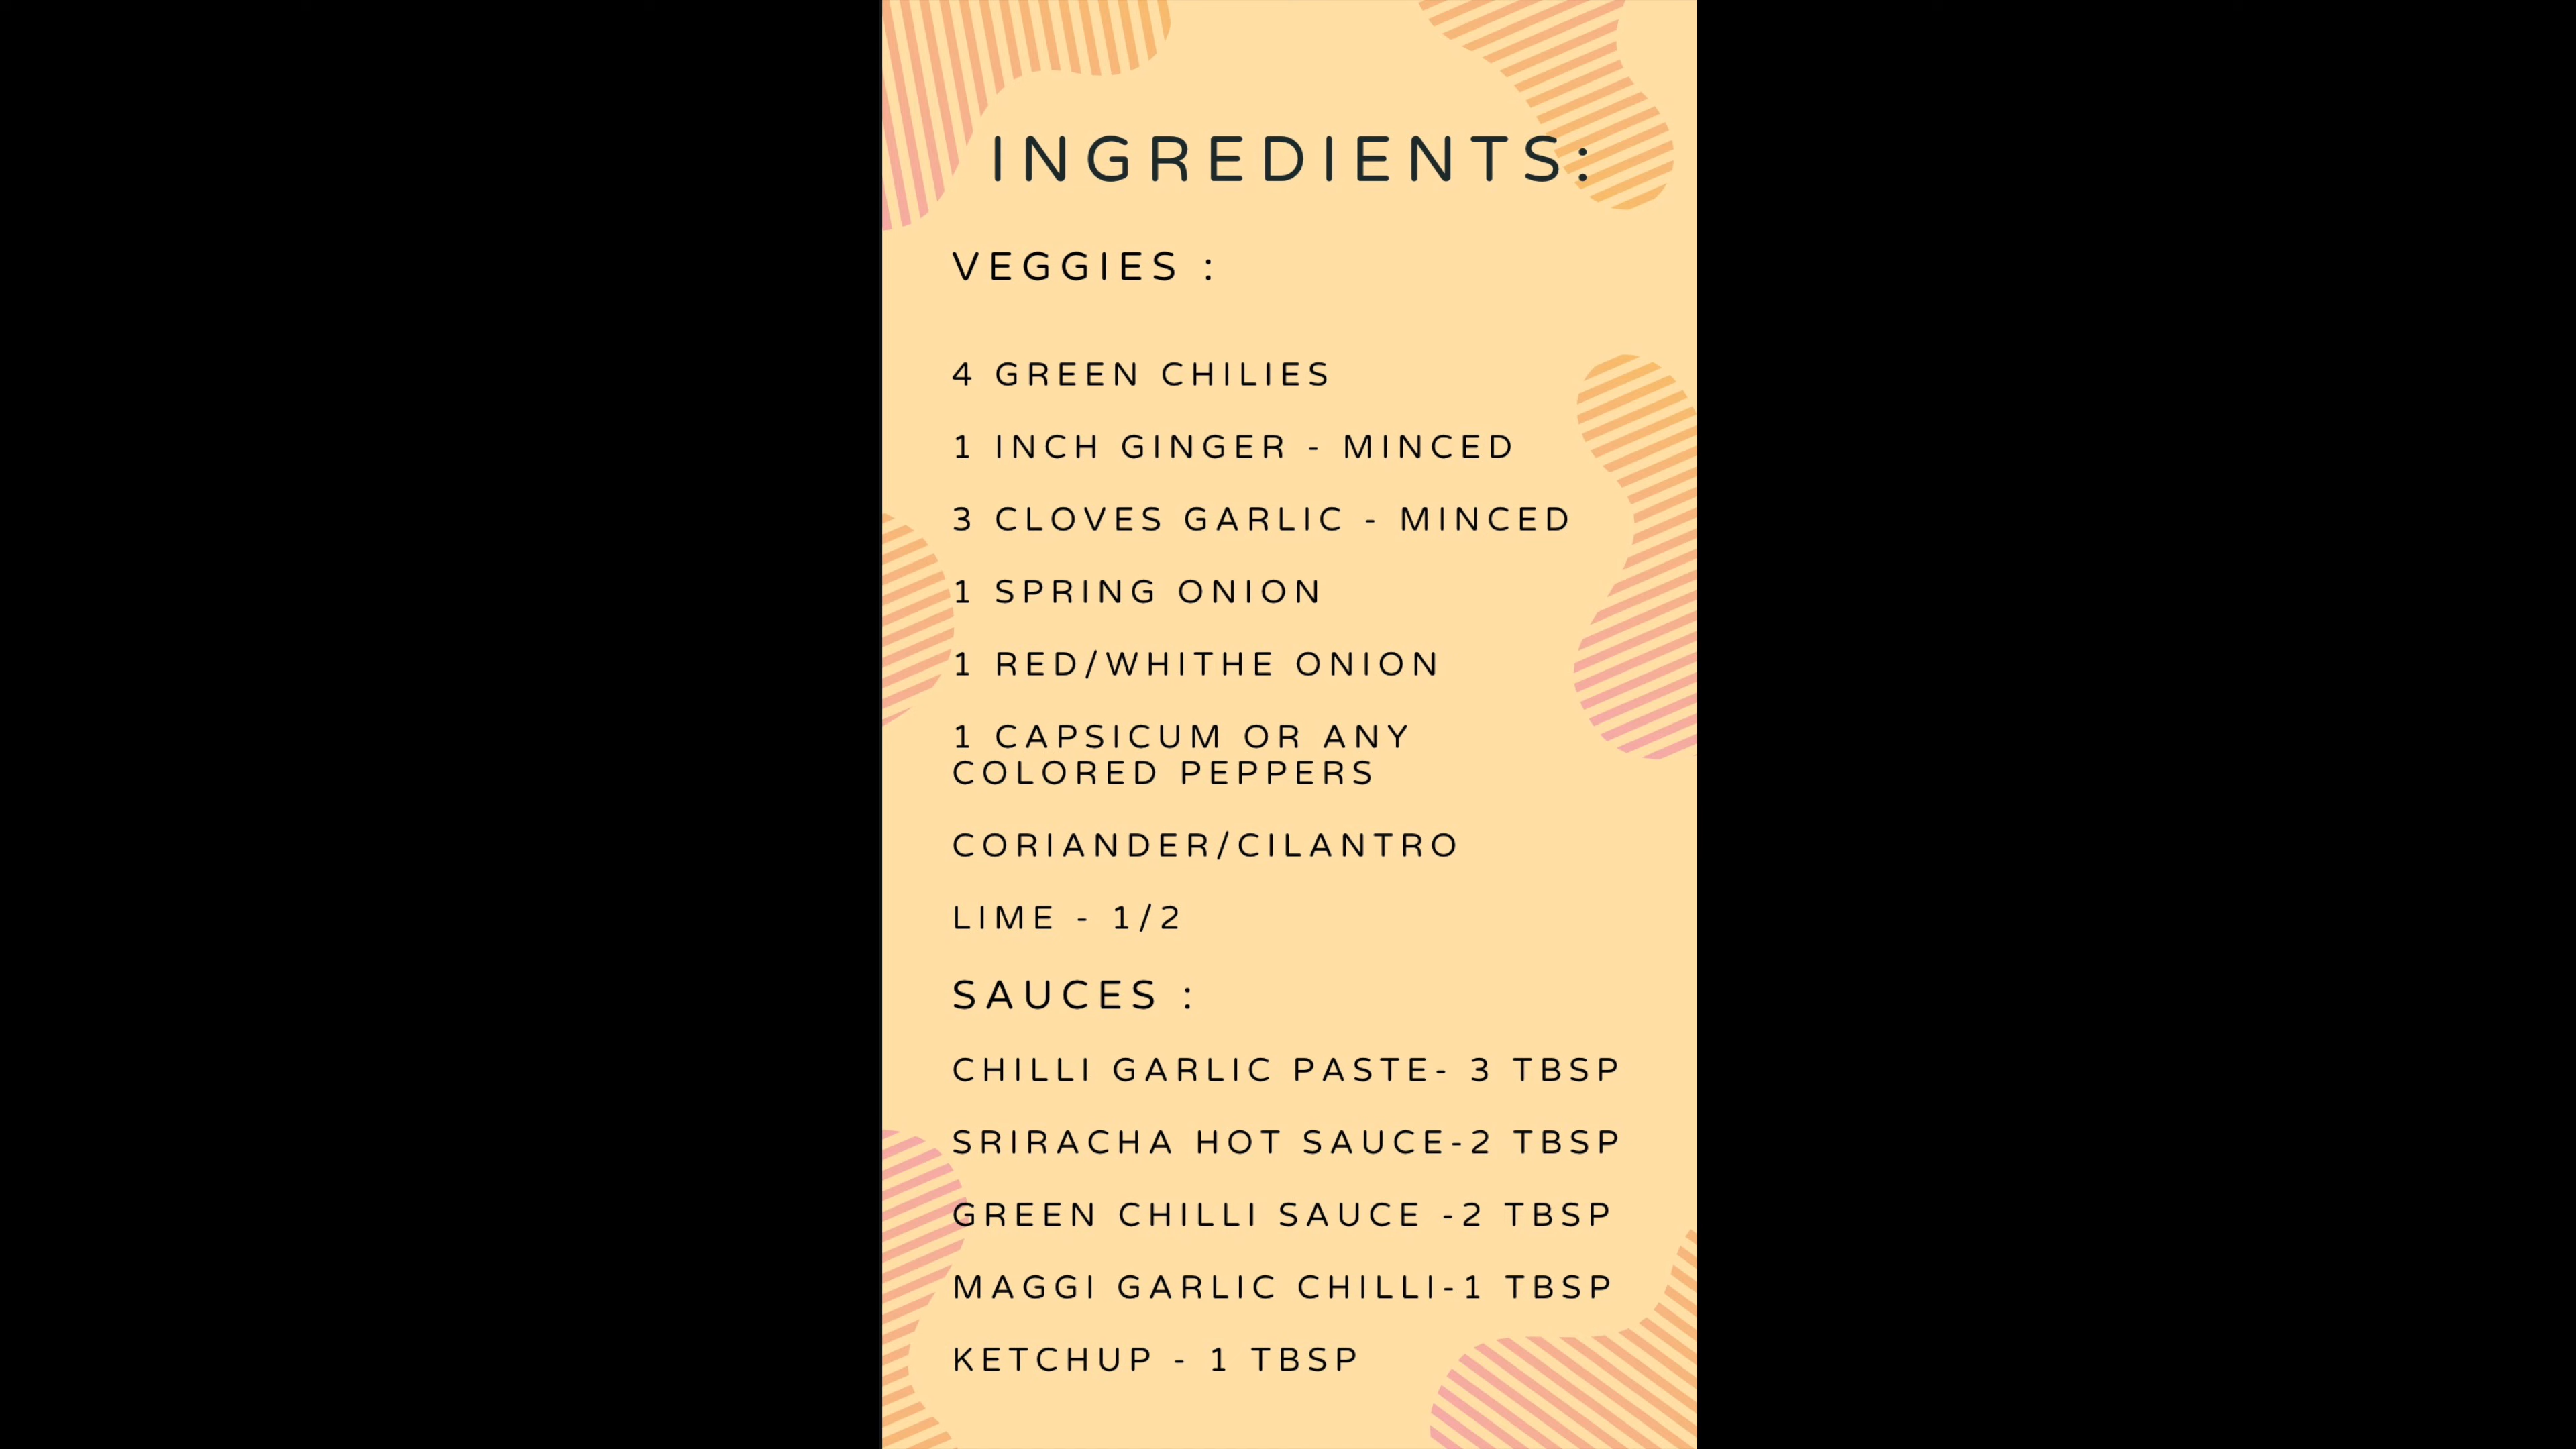 INGREDIENTS:
VEGGIES :
4 GREEN CHILIES
1 INCH GINGER - MINCED
3 CLOVES GARLIC - MINCED
1 SPRING ONION
1 RED/WHITHE ONION
1 CAPSICUM OR ANY
COLORED PEPPERS
CORIANDER/CILANTRO
LIME - 1/2
SAUCES :
CHILLI GARLIC PASTE- 3 TBSP
SRIRACHA HOT SAUCE-2 TBSP
GREEN CHILLI SAUCE -2 TBSP
MAGGI GARLIC CHILLI-1 TBSP
KETCHUP - 1 TBSP